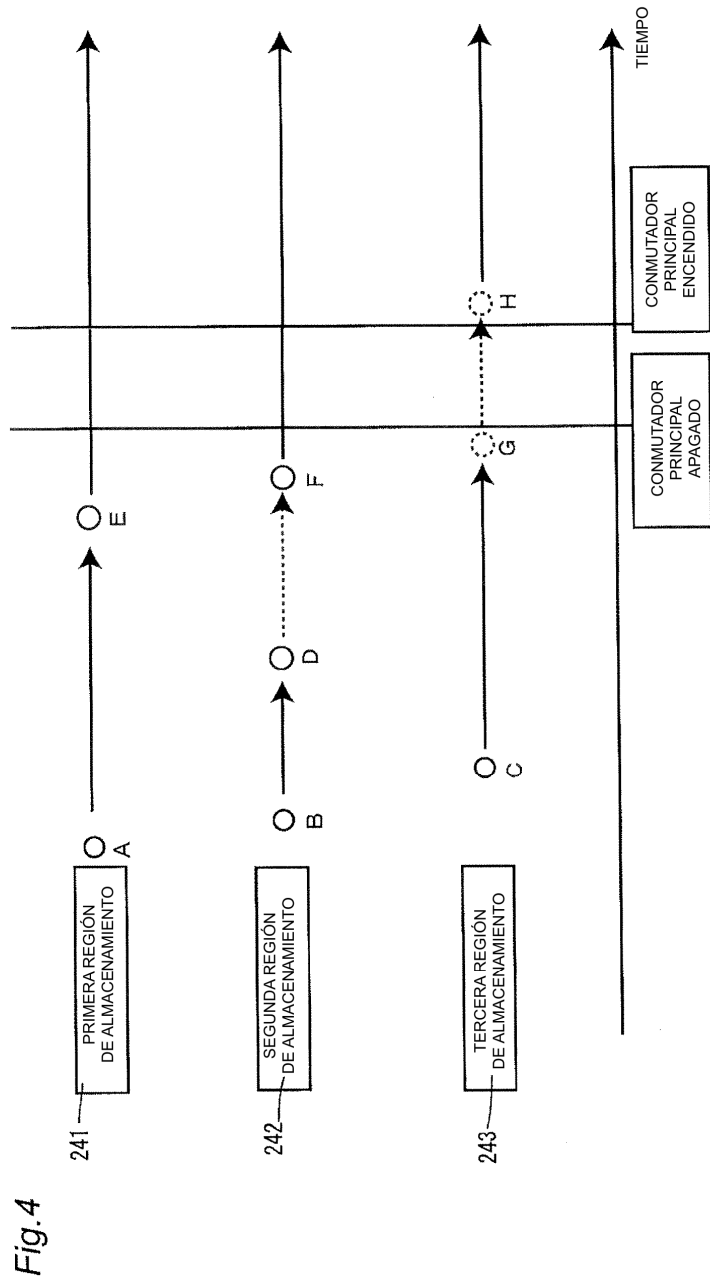 Fig.4
241
PRIMERA REGIÓN
DE ALMACENAMIENTO
A
E
242
SEGUNDA REGIÓN
DE ALMACENAMIENTO
B
D
F
243
TERCERA REGIÓN
DE ALMACENAMIENTO
C
G
H
TIEMPO
CONMUTADOR
PRINCIPAL
APAGADO
CONMUTADOR
PRINCIPAL
ENCENDIDO